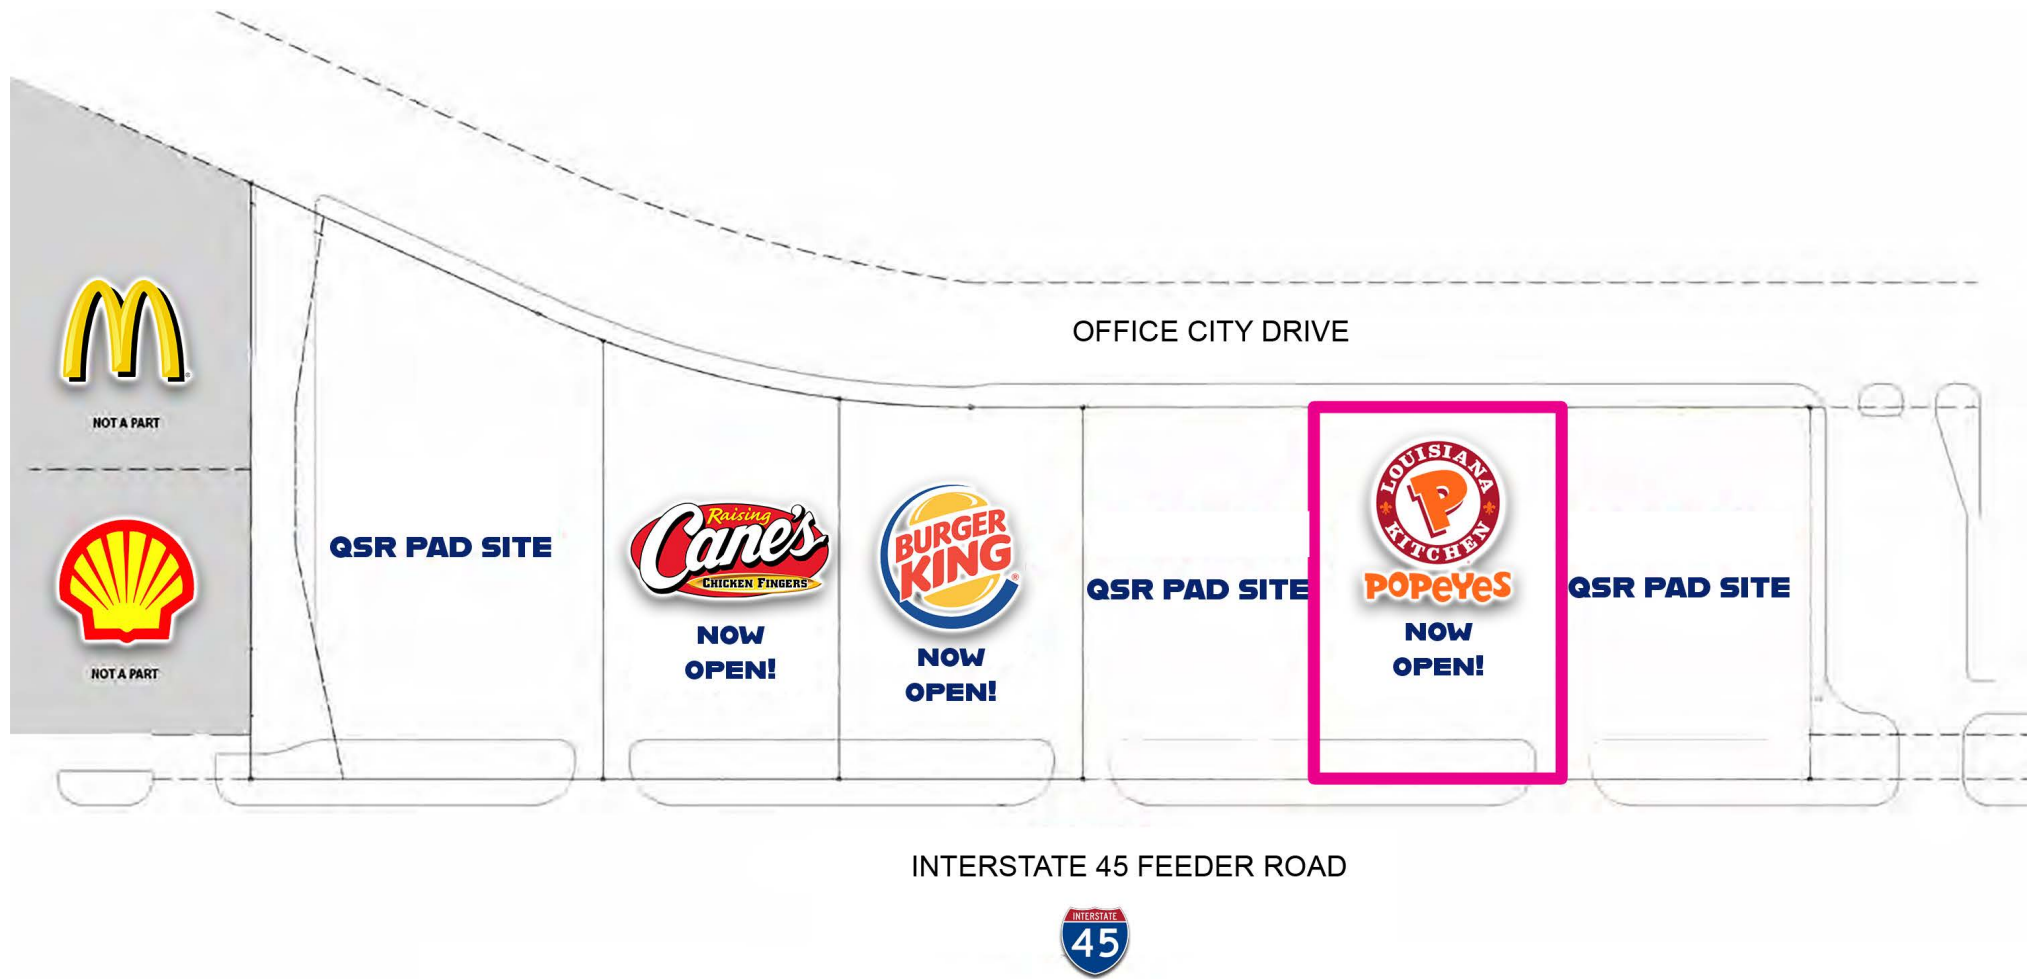 OFFICE CITY DRIVE
NOT A PART
NOT A PART
QSR PAD SITE
Raising
Cane's
CHICKEN FINGERS
NOW
OPEN!
BURGER
KING
®
NOW
OPEN!
QSR PAD SITE
LOUISIANA
P
KITCHEN
POPEYES
NOW
OPEN!
QSR PAD SITE
INTERSTATE 45 FEEDER ROAD
INTERSTATE
45